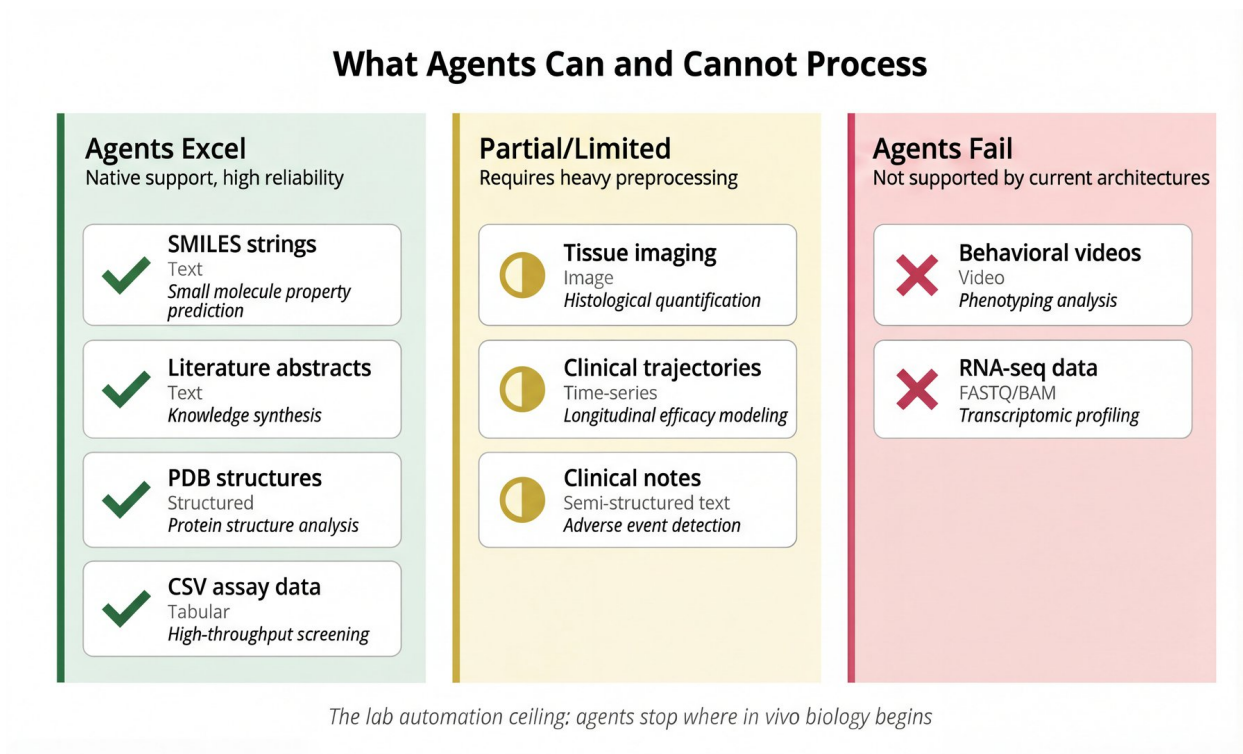 What Agents Can and Cannot Process
Agents Excel
Native support, high reliability
SMILES strings
Text
Small molecule property
prediction
Literature abstracts
Text
Knowledge synthesis
PDB structures
Structured
Protein structure analysis
CSV assay data
Tabular
High-throughput screening
Partial/Limited
Requires heavy preprocessing
Tissue imaging
Image
Histological quantification
Clinical trajectories
Time-series
Longitudinal efficacy modeling
Clinical notes
Semi-structured text
Adverse event detection
Agents Fail
Not supported by current architectures
Behavioral videos
Video
Phenotyping analysis
RNA-seq data
FASTQ/BAM
Transcriptomic profiling
The lab automation ceiling: agents stop where in vivo biology begins